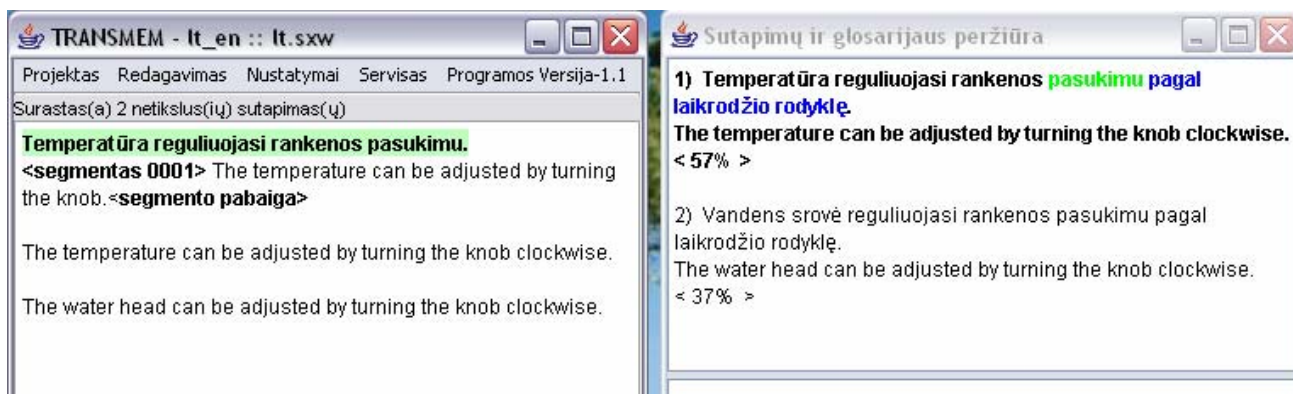 TRANSMEM - lt_en :: lt.sxw
Projektas Redagavimas Nustatymai Servisas Programos Versija-1.1
Surastas(a) 2 netikslus(ių) sutapimas(ų)
Temperatūra reguliuojasi rankenos pasukimu.
<segmentas 0001> The temperature can be adjusted by turning
the knob.<segmento pabaiga>
The temperature can be adjusted by turning the knob clockwise.
The water head can be adjusted by turning the knob clockwise.
Sutapimų ir glosarijaus peržiūra
1) Temperatūra reguliuojasi rankenos pasukimu pagal
laikrodžio rodyklę.
The temperature can be adjusted by turning the knob clockwise.
< 57% >
2) Vandens srovė reguliuojasi rankenos pasukimu pagal
laikrodžio rodyklę.
The water head can be adjusted by turning the knob clockwise.
< 37% >